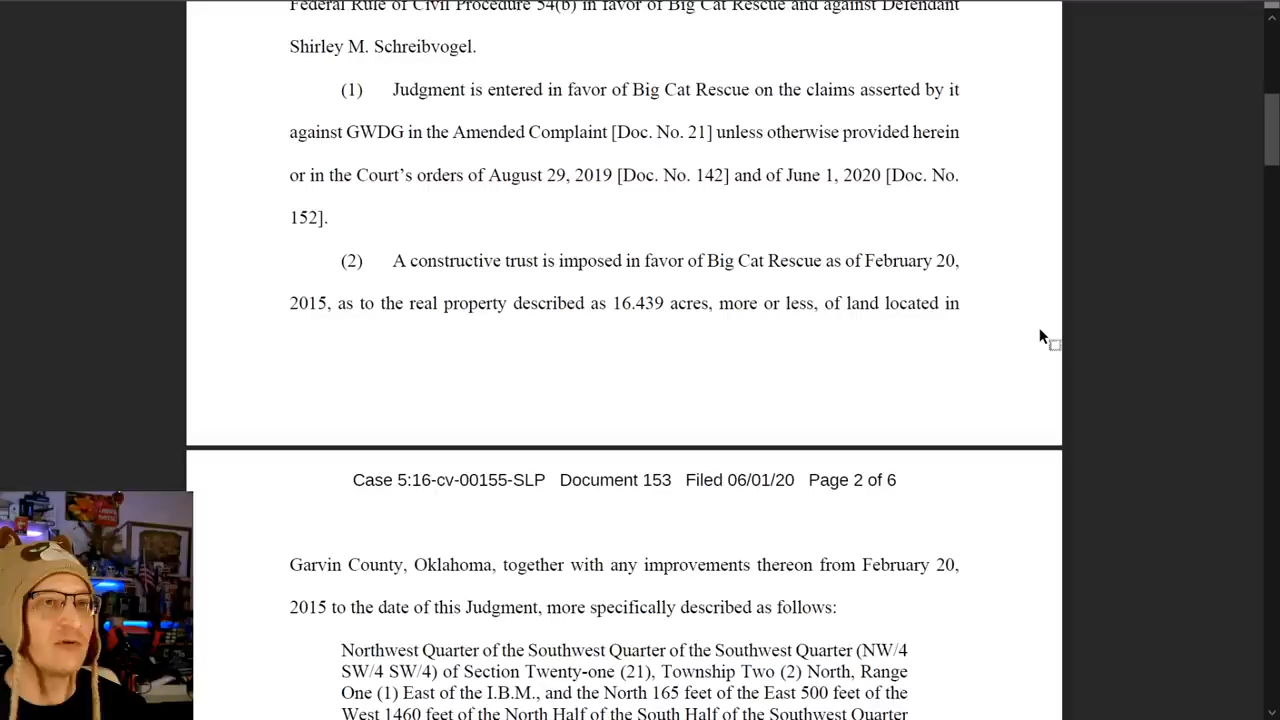 Federal Rule of Civil Procedure 54(b) in favor of Big Cat Rescue and against Defendant
Shirley M. Schreibvogel.
(1) Judgment is entered in favor of Big Cat Rescue on the claims asserted by it
against GWDG in the Amended Complaint [Doc. No. 21] unless otherwise provided herein
or in the Court's orders of August 29, 2019 [Doc. No. 142] and of June 1, 2020 [Doc. No.
152].
(2) A constructive trust is imposed in favor of Big Cat Rescue as of February 20,
2015, as to the real property described as 16.439 acres, more or less, of land located in
Case 5:16-cv-00155-SLP Document 153 Filed 06/01/20 Page 2 of 6
Garvin County, Oklahoma, together with any improvements thereon from February 20,
2015 to the date of this Judgment, more specifically described as follows:
Northwest Quarter of the Southwest Quarter of the Southwest Quarter (NW/4
SW/4 SW/4) of Section Twenty-one (21), Township Two (2) North, Range
One (1) East of the I.B.M., and the North 165 feet of the East 500 feet of the
West 1460 feet of the North Half of the South Half of the Southwest Quarter